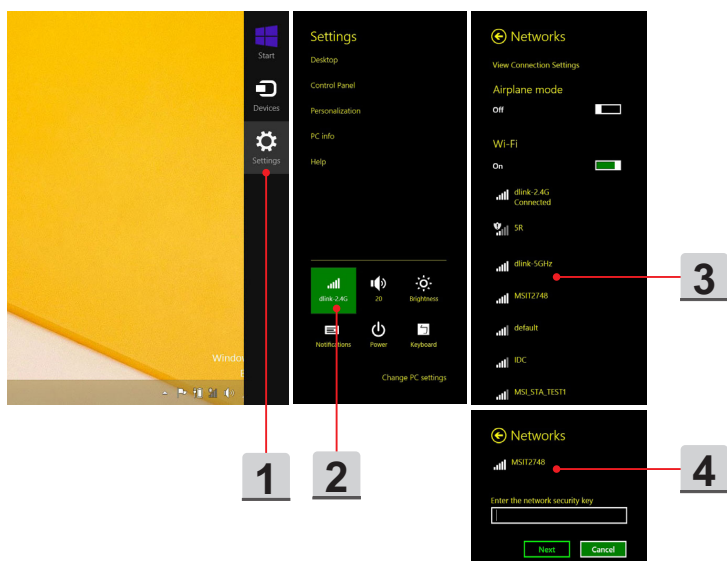 Start
Devices
Settings
Windo
1
Settings
Desktop
Control Panel
Personalization
PC info
Help
dlink-2.4G
20
Brightness
Notifications
Power
Keyboard
Change PC settings
2
Networks
View Connection Settings
Airplane mode
Off
Wi-Fi
On
dlink-2.4G
Connected
5R
dlink-5GHz
MSIT2748
default
IDC
MSI_STA_TEST1
3
Networks
MSIT2748
Enter the network security key
Next Cancel
4